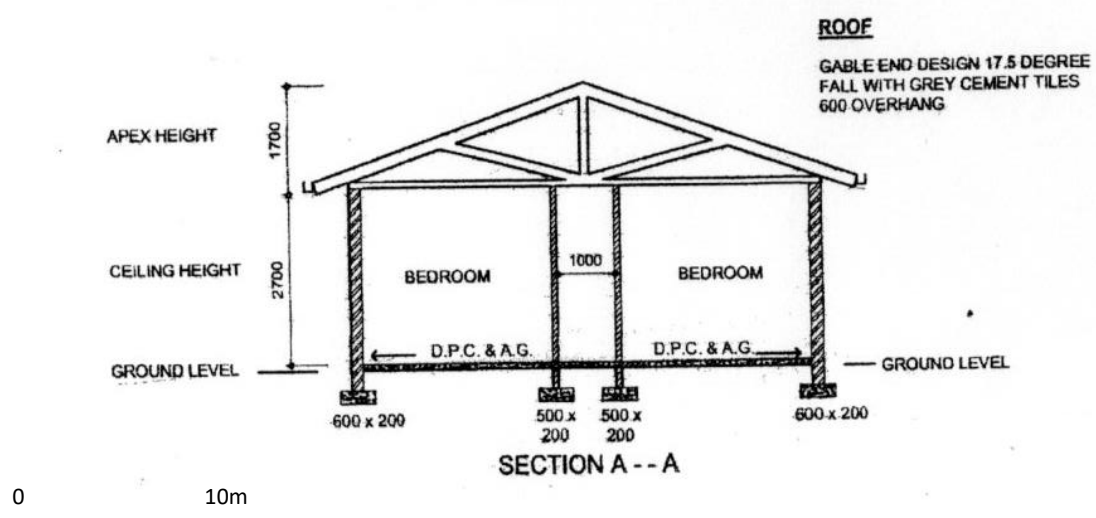 ROOF
GABLE END DESIGN 17.5 DEGREE
FALL WITH GREY CEMENT TILES
600 OVERHANG
APEX HEIGHT
1700
CEILING HEIGHT
2700
BEDROOM
1000
BEDROOM
D.P.C. & A.G.
D.P.C. & A.G.
GROUND LEVEL
GROUND LEVEL
600 x 200
500 x
200
500 x
200
600 x 200
SECTION A -- A
0 10m